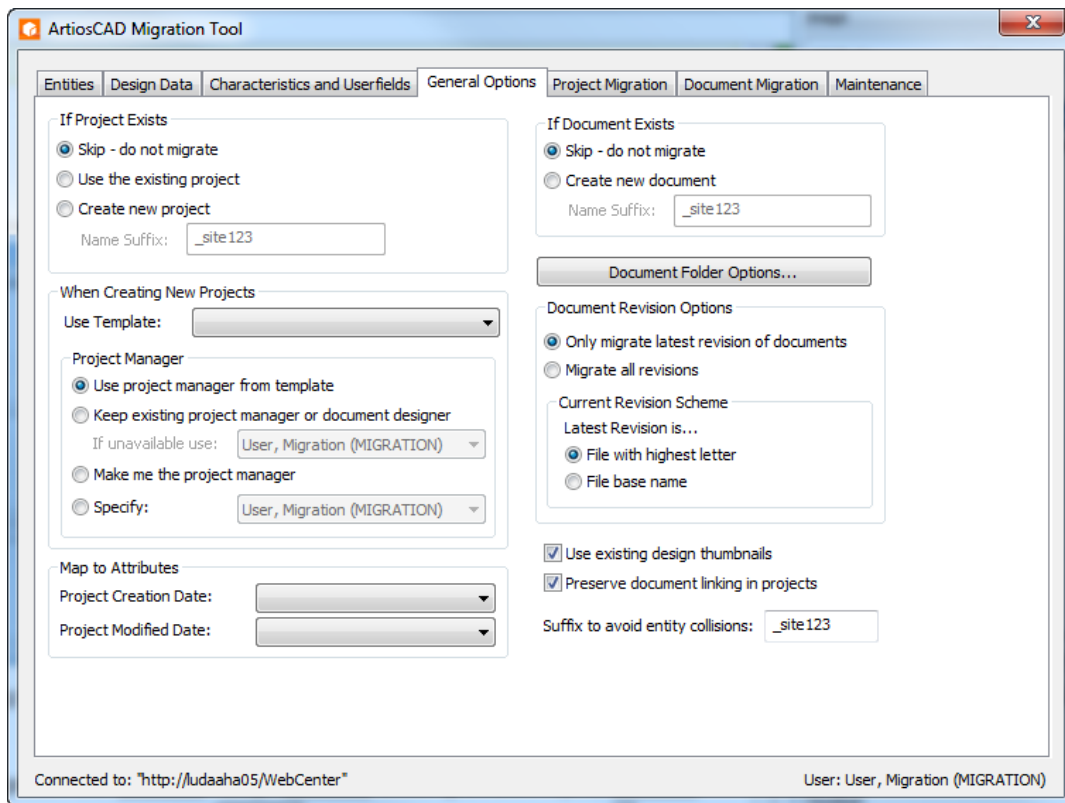 ArtiosCAD Migration Tool
Entities
Design Data
Characteristics and Userfields
General Options
Project Migration
Document Migration
Maintenance
If Project Exists
Skip - do not migrate
Use the existing project
Create new project
Name Suffix: _site123
When Creating New Projects
Use Template:
Project Manager
Use project manager from template
Keep existing project manager or document designer
If unavailable use: User, Migration (MIGRATION)
Make me the project manager
Specify: User, Migration (MIGRATION)
Map to Attributes
Project Creation Date:
Project Modified Date:
If Document Exists
Skip - do not migrate
Create new document
Name Suffix: _site123
Document Folder Options...
Document Revision Options
Only migrate latest revision of documents
Migrate all revisions
Current Revision Scheme
Latest Revision is...
File with highest letter
File base name
Use existing design thumbnails
Preserve document linking in projects
Suffix to avoid entity collisions: _site123
Connected to: "http://ludaaha05/WebCenter"
User: User, Migration (MIGRATION)